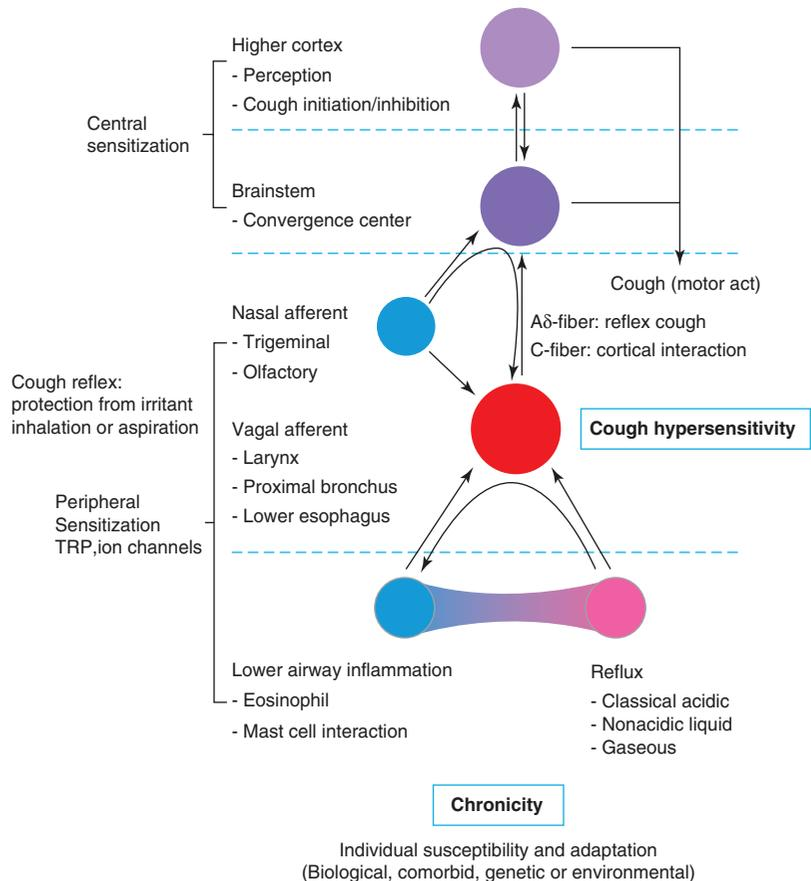 Higher cortex
- Perception
- Cough initiation/inhibition
Central
sensitization
Brainstem
- Convergence center
Cough (motor act)
Nasal afferent
- Trigeminal
- Olfactory
Aδ-fiber: reflex cough
C-fiber: cortical interaction
Cough reflex:
protection from irritant
inhalation or aspiration
Vagal afferent
- Larynx
- Proximal bronchus
- Lower esophagus
Cough hypersensitivity
Peripheral
Sensitization
TRP,ion channels
Lower airway inflammation
- Eosinophil
- Mast cell interaction
Reflux
- Classical acidic
- Nonacidic liquid
- Gaseous
Chronicity
Individual susceptibility and adaptation
(Biological, comorbid, genetic or environmental)